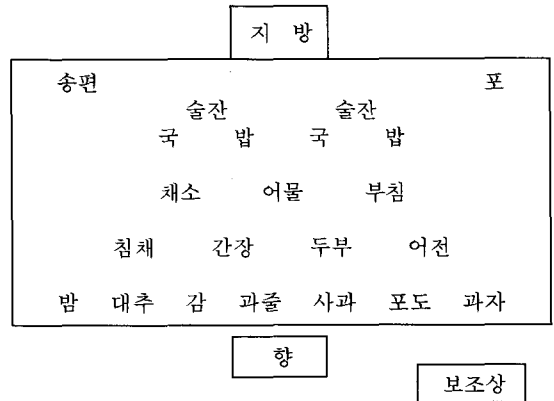 지 방
송편 포
술잔 술잔
국 밥 국 밥
채소 어물 부침
침채 간장 두부 어전
밤 대추 감 과줄 사과 포도 과자
향
보조상